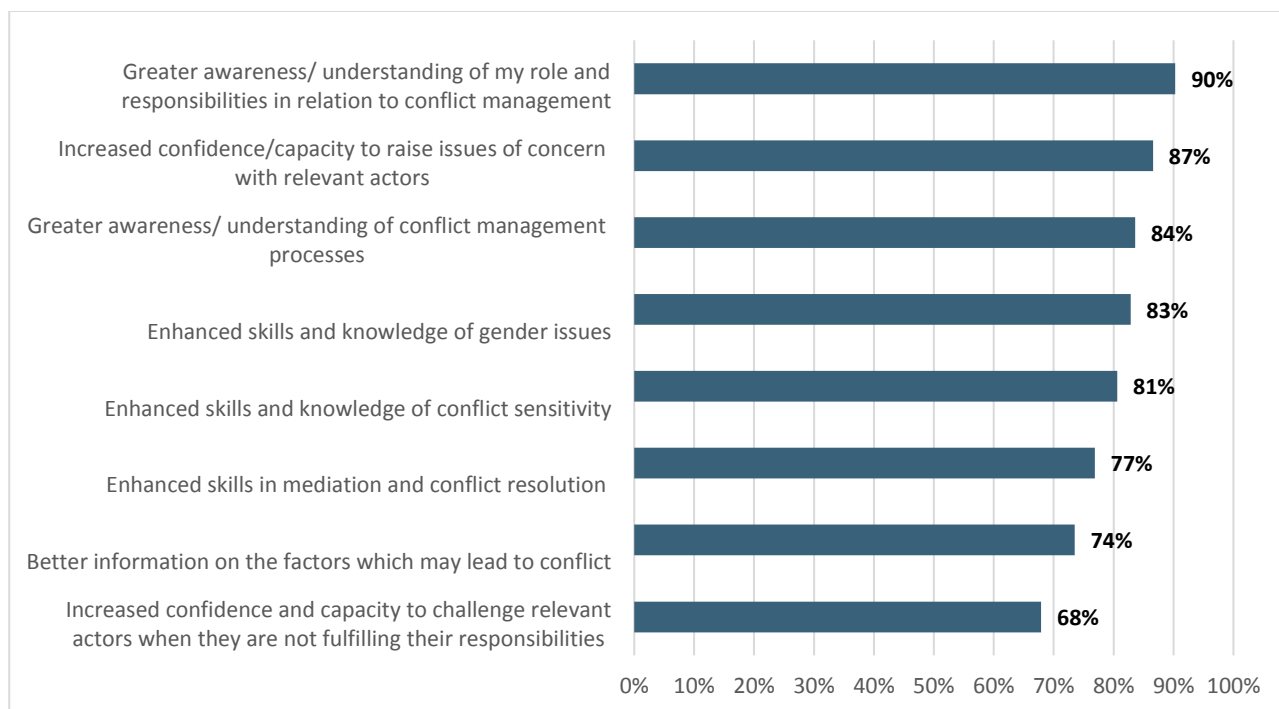 Greater awareness/ understanding of my role and
responsibilities in relation to conflict management
90%
Increased confidence/capacity to raise issues of concern
with relevant actors
87%
Greater awareness/ understanding of conflict management
processes
84%
Enhanced skills and knowledge of gender issues
83%
Enhanced skills and knowledge of conflict sensitivity
81%
Enhanced skills in mediation and conflict resolution
77%
Better information on the factors which may lead to conflict
74%
Increased confidence and capacity to challenge relevant
actors when they are not fulfilling their responsibilities
68%
0% 10% 20% 30% 40% 50% 60% 70% 80% 90% 100%